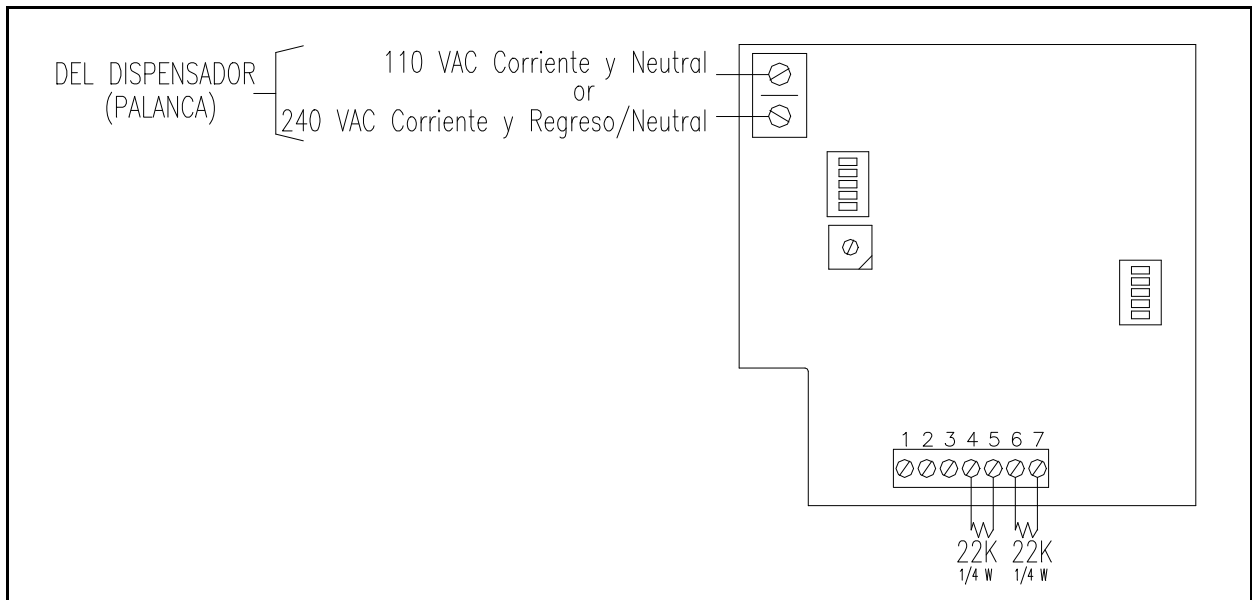 DEL DISPENSADOR
(PALANCA)
110 VAC Corriente y Neutral
or
240 VAC Corriente y Regreso/Neutral
1 2 3 4 5 6 7
22K 22K
1/4 W 1/4 W